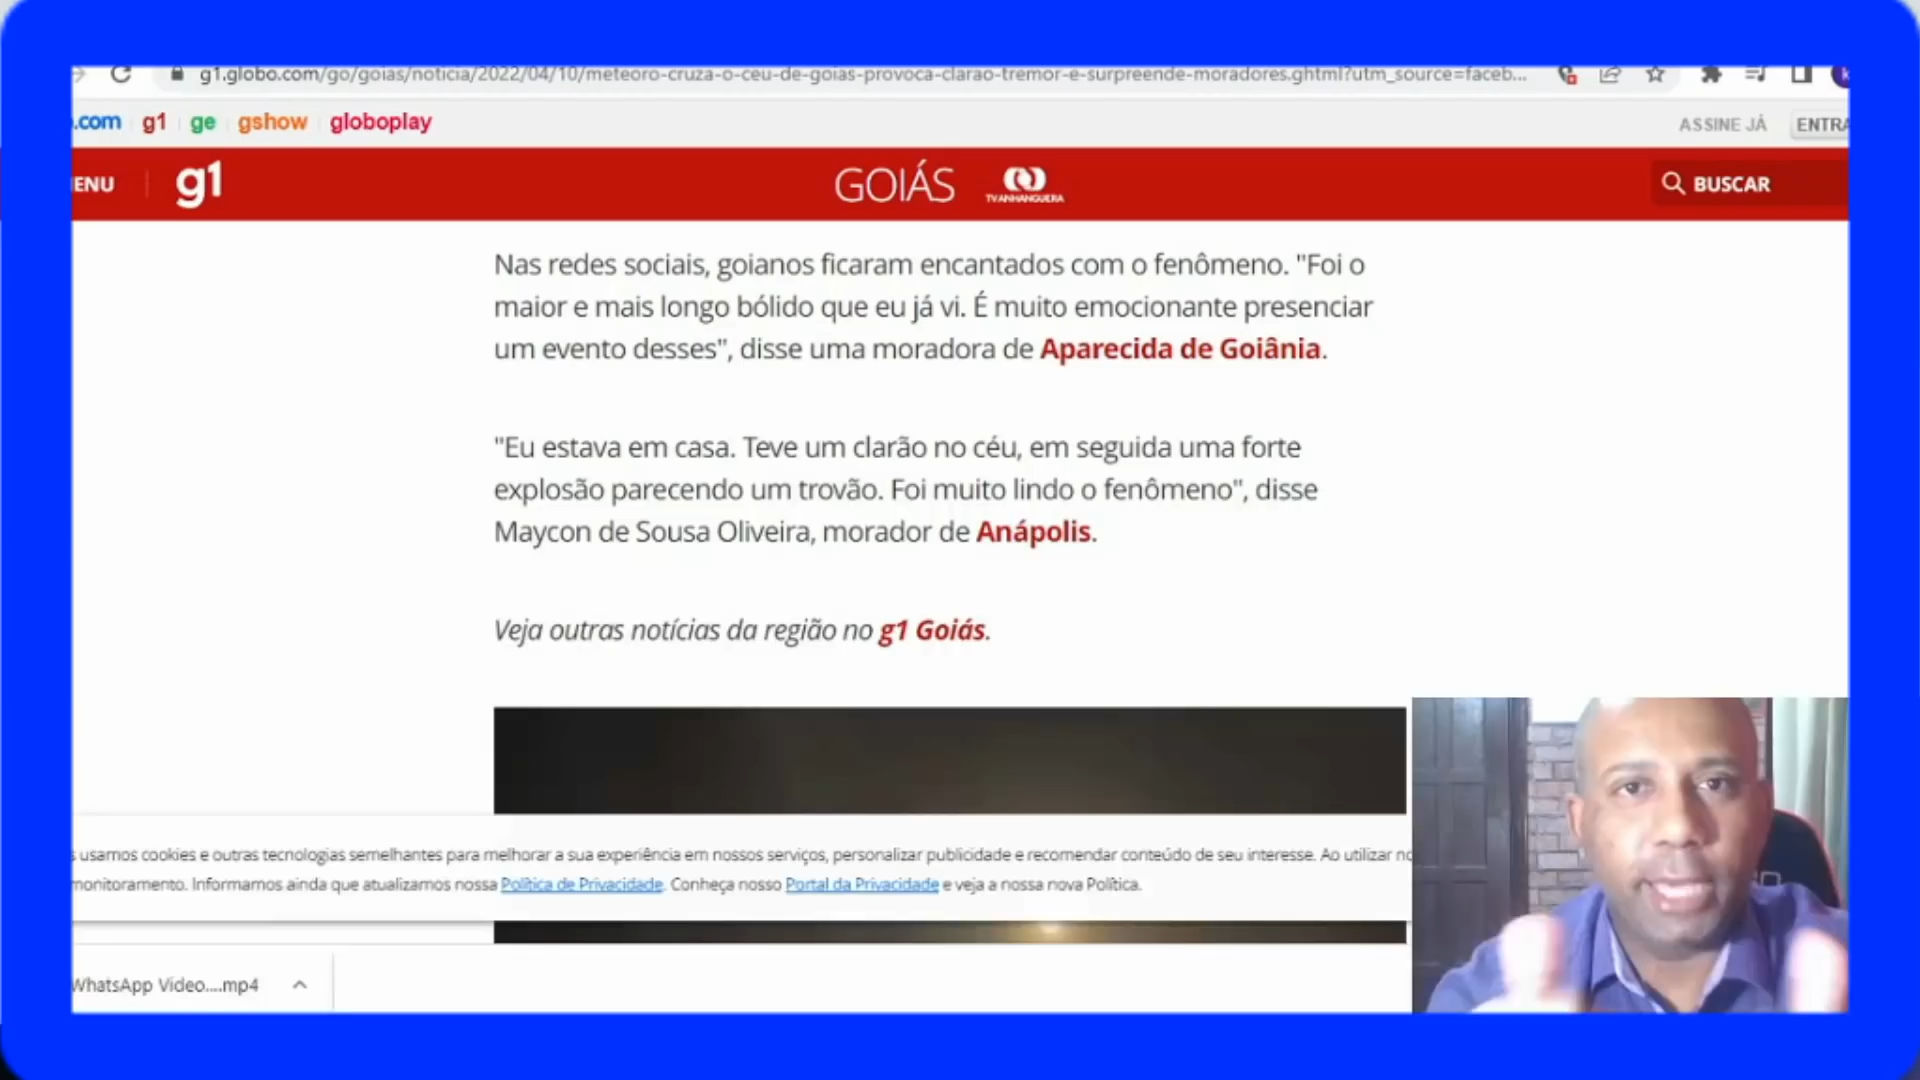 g1.globo.com/go/goias/noticia/2022/04/10/meteoro-cruza-o-ceu-de-goias-provoca-clarao-tremor-e-surpreende-moradores.ghtml?utm_source=faceb...
.com g1 ge gshow globoplay ASSINE JÁ ENTRA
ENU g1 GOIÁS TV ANHANGUERA BUSCAR
Nas redes sociais, goianos ficaram encantados com o fenômeno. "Foi o
maior e mais longo bólido que eu já vi. É muito emocionante presenciar
um evento desses", disse uma moradora de Aparecida de Goiânia.
"Eu estava em casa. Teve um clarão no céu, em seguida uma forte
explosão parecendo um trovão. Foi muito lindo o fenômeno", disse
Maycon de Sousa Oliveira, morador de Anápolis.
Veja outras notícias da região no g1 Goiás.
s usamos cookies e outras tecnologias semelhantes para melhorar a sua experiência em nossos serviços, personalizar publicidade e recomendar conteúdo de seu interesse. Ao utilizar no
monitoramento. Informamos ainda que atualizamos nossa Política de Privacidade. Conheça nosso Portal da Privacidade e veja a nossa nova Política.
WhatsApp Video....mp4